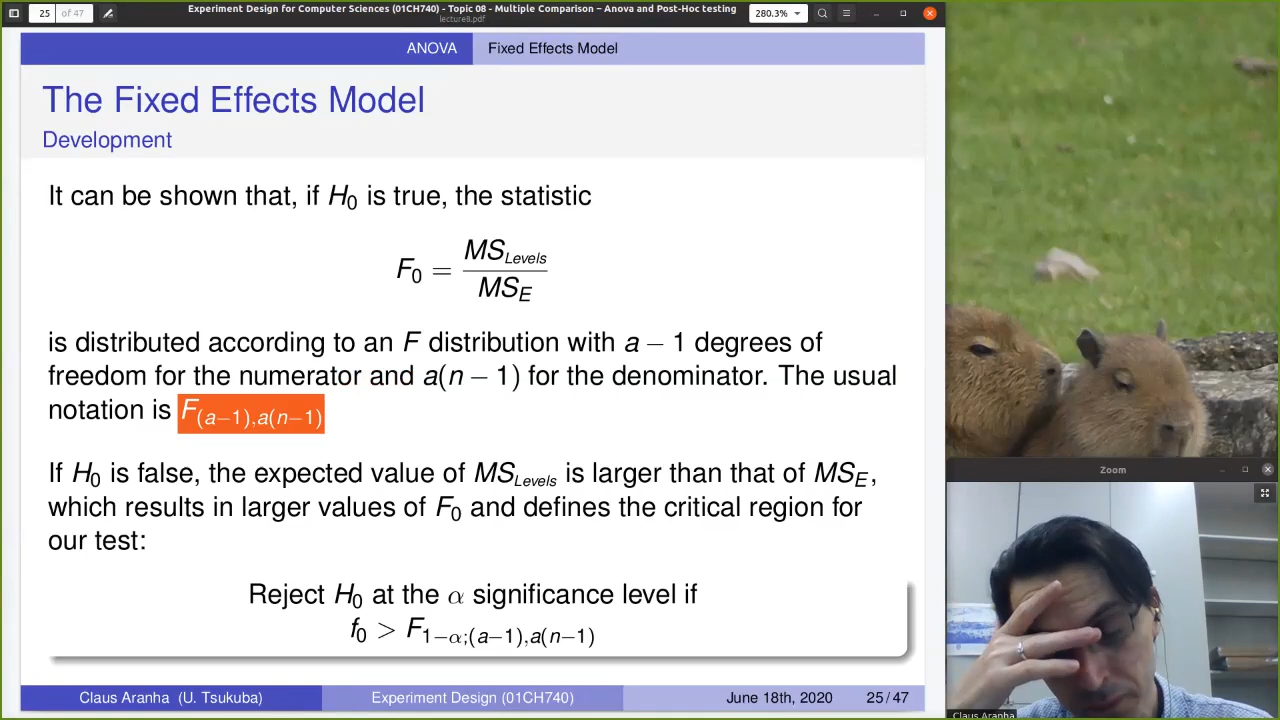 25 of 47
Experiment Design for Computer Sciences (01CH740) - Topic 08 - Multiple Comparison – Anova and Post-Hoc testing
lecture8.pdf
280.3%
ANOVA Fixed Effects Model
The Fixed Effects Model
Development
It can be shown that, if H₀ is true, the statistic
F₀ = MS_Levels / MS_E
is distributed according to an F distribution with a − 1 degrees of
freedom for the numerator and a(n − 1) for the denominator. The usual
notation is F_(a−1),a(n−1)
If H₀ is false, the expected value of MS_Levels is larger than that of MS_E,
which results in larger values of F₀ and defines the critical region for
our test:
Reject H₀ at the α significance level if
f₀ > F_1−α;(a−1),a(n−1)
Claus Aranha (U. Tsukuba) Experiment Design (01CH740) June 18th, 2020 25 / 47
Zoom
Claus Aranha